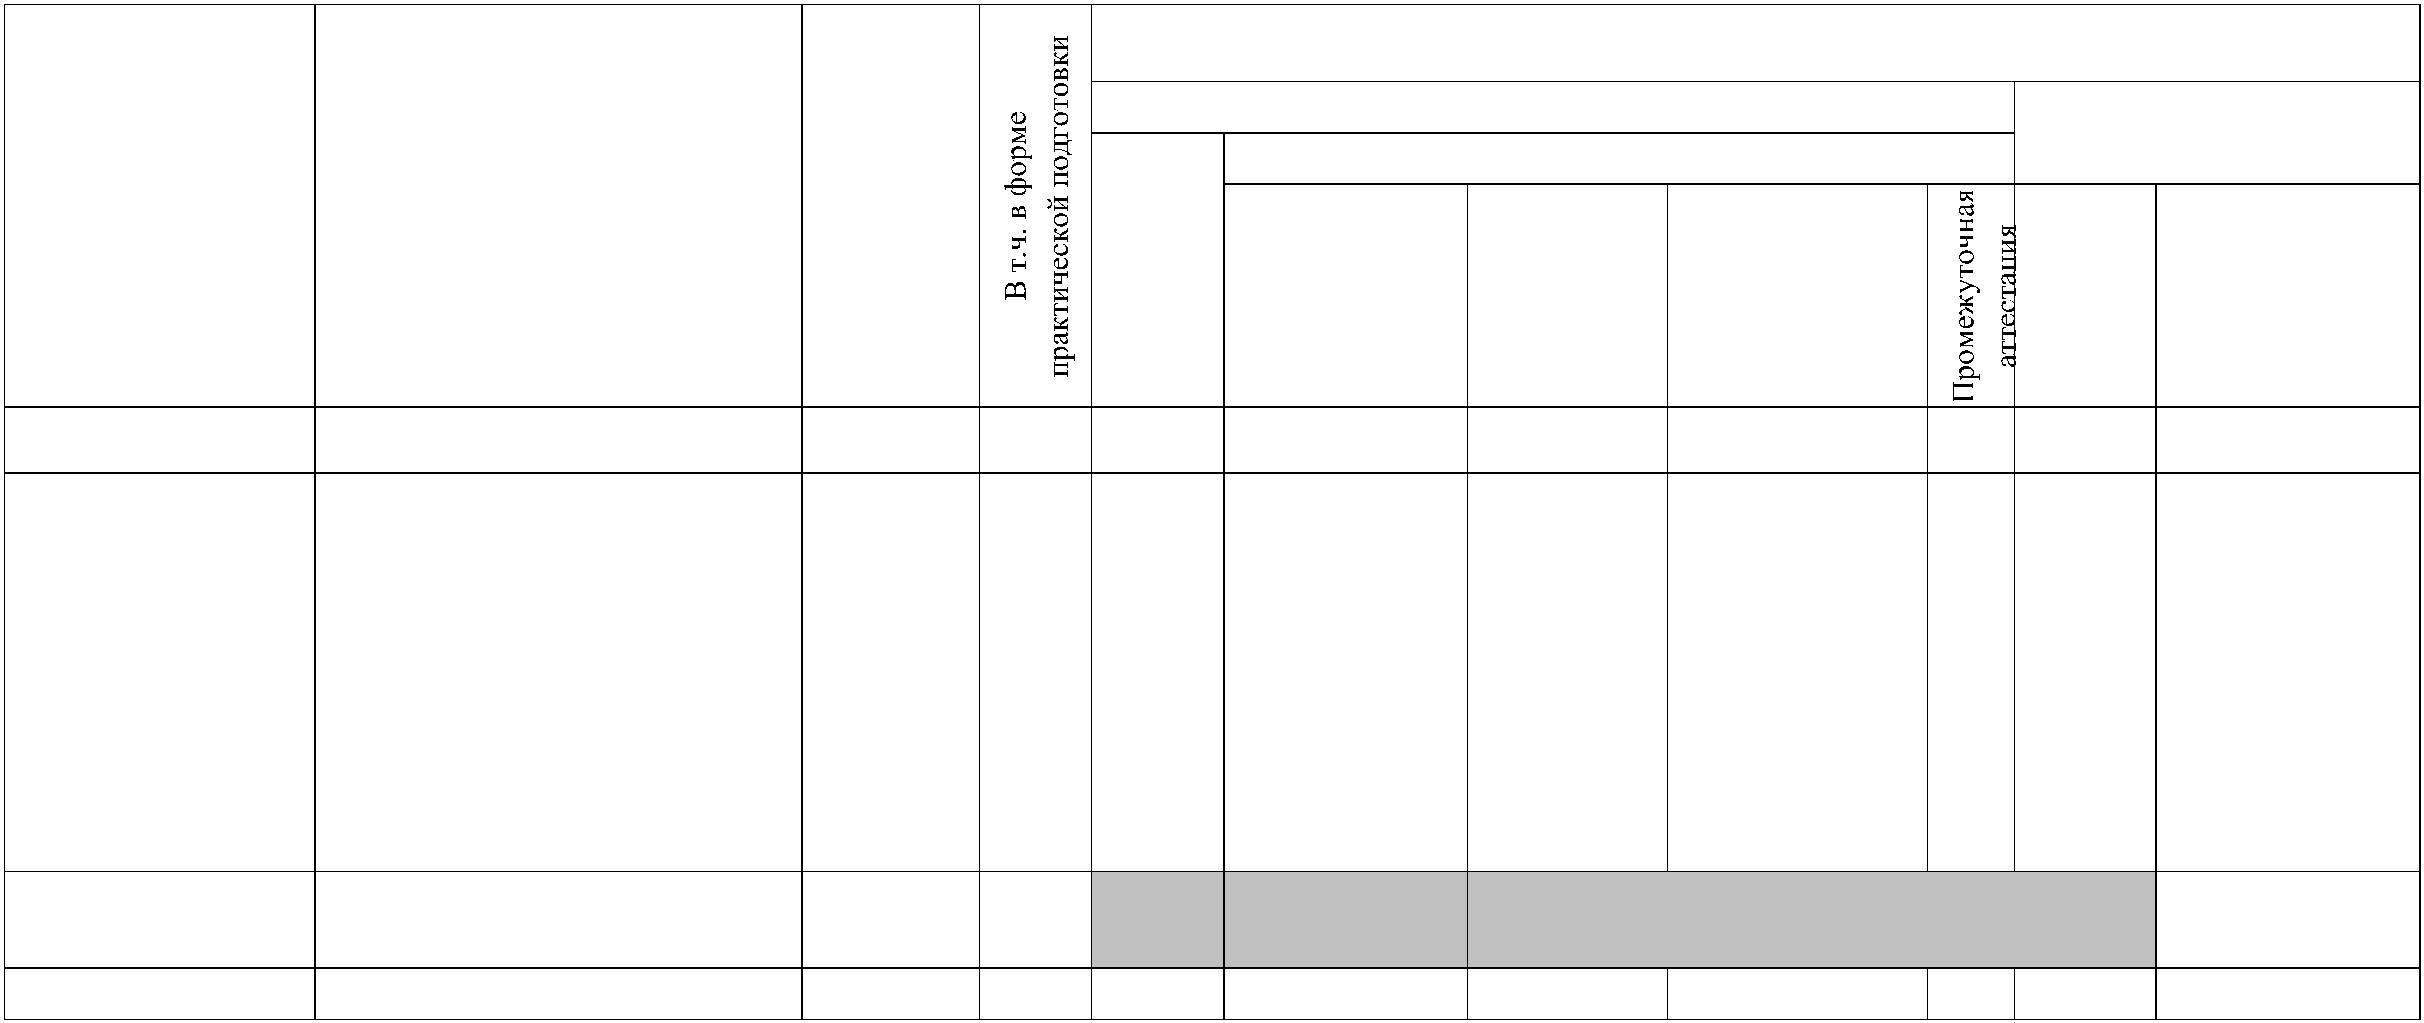 В т.ч. в форме
практической подготовки
Промежуточная
аттестация